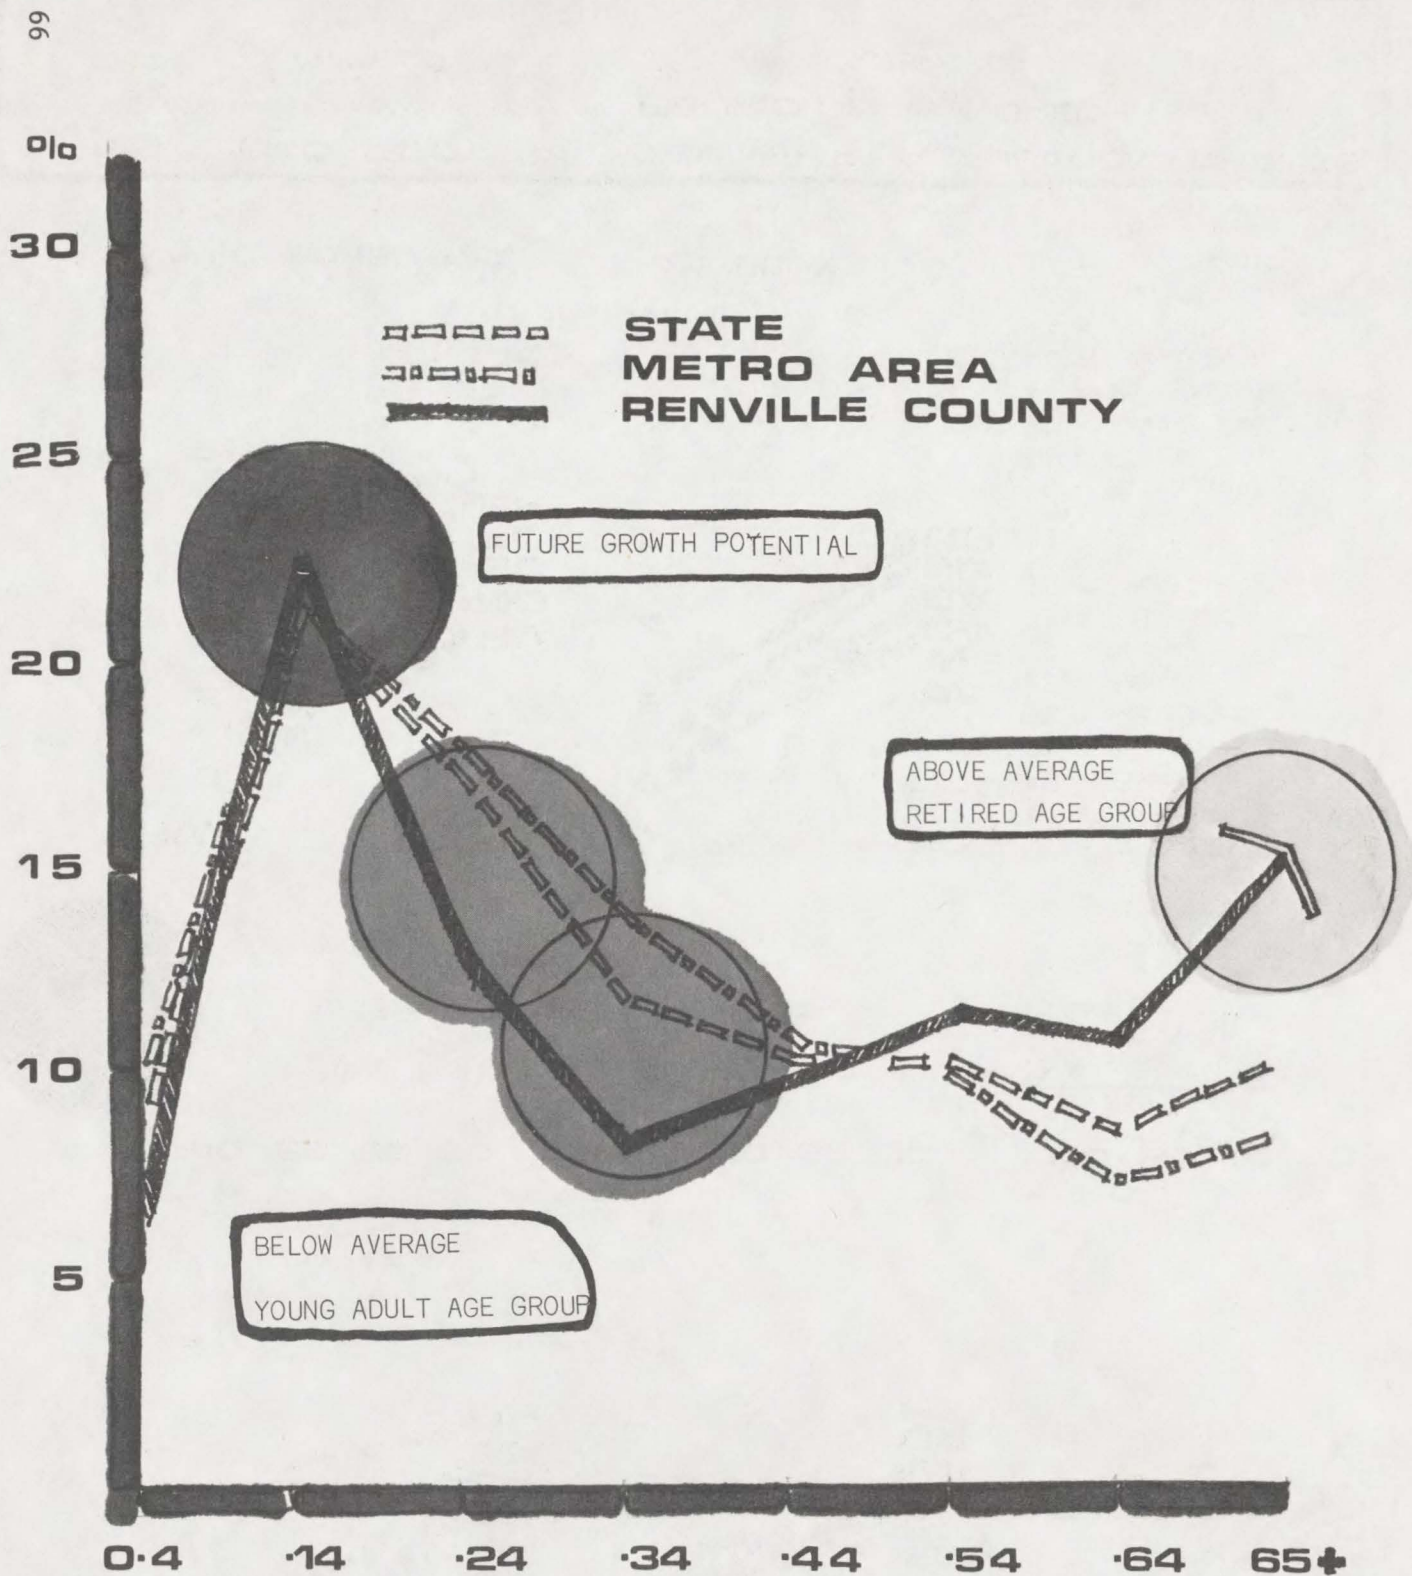 66
%
30
25
20
15
10
5
STATE
METRO AREA
RENVILLE COUNTY
FUTURE GROWTH POTENTIAL
ABOVE AVERAGE
RETIRED AGE GROUP
BELOW AVERAGE
YOUNG ADULT AGE GROUP
0·4 ·14 ·24 ·34 ·44 ·54 ·64 65+